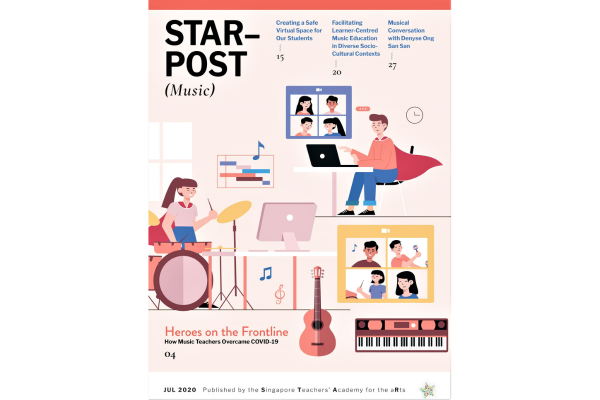 STAR–
POST
(Music)
Creating a Safe
Virtual Space for
Our Students
15
Facilitating
Learner-Centred
Music Education
in Diverse Socio-
Cultural Contexts
20
Musical
Conversation
with Denyse Ong
San San
27
Heroes on the Frontline
How Music Teachers Overcame COVID-19
04
JUL 2020 Published by the Singapore Teachers' Academy for the aRts